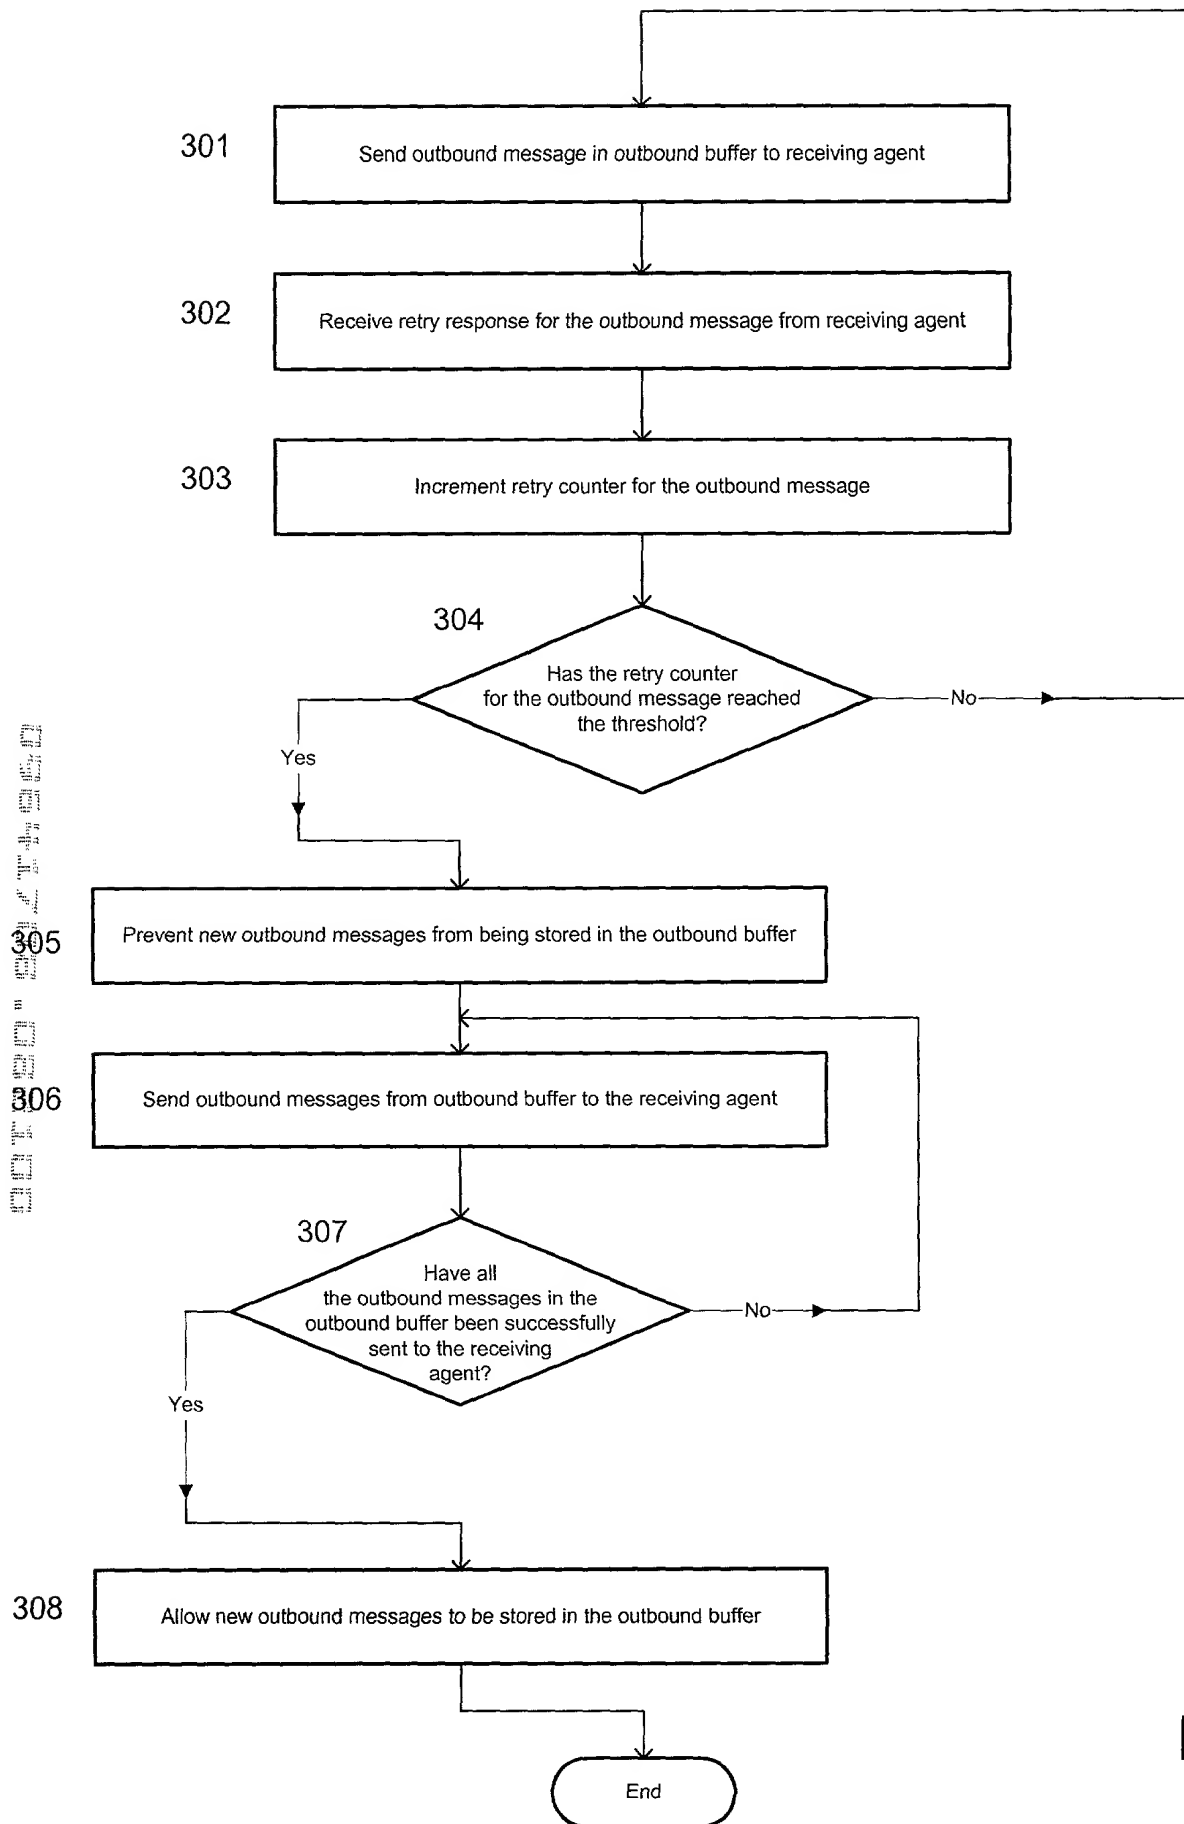 301
Send outbound message in outbound buffer to receiving agent
302
Receive retry response for the outbound message from receiving agent
303
Increment retry counter for the outbound message
304
Has the retry counter
for the outbound message reached
the threshold?
No
Yes
305
Prevent new outbound messages from being stored in the outbound buffer
306
Send outbound messages from outbound buffer to the receiving agent
307
Have all
the outbound messages in the
outbound buffer been successfully
sent to the receiving
agent?
No
Yes
308
Allow new outbound messages to be stored in the outbound buffer
End